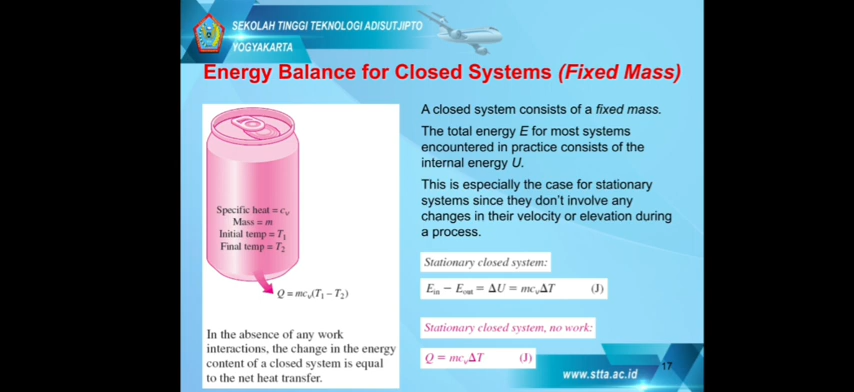 SEKOLAH TINGGI TEKNOLOGI ADISUTJIPTO
YOGYAKARTA
Energy Balance for Closed Systems (Fixed Mass)
Specific heat = cᵥ
Mass = m
Initial temp = T₁
Final temp = T₂
Q = mcᵥ(T₁ − T₂)
In the absence of any work
interactions, the change in the energy
content of a closed system is equal
to the net heat transfer.
A closed system consists of a fixed mass.
The total energy E for most systems
encountered in practice consists of the
internal energy U.
This is especially the case for stationary
systems since they don't involve any
changes in their velocity or elevation during
a process.
Stationary closed system:
Eᵢₙ − Eₒᵤₜ = ΔU = mcᵥΔT (J)
Stationary closed system, no work:
Q = mcᵥΔT (J)
17
www.stta.ac.id